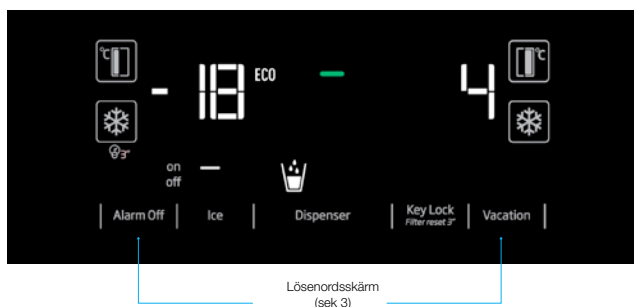 °C
- 18 ECO
4
°C
3"
on
off
Alarm Off
Ice
Dispenser
Key Lock
Filter reset 3"
Vacation
Lösenordsskärm
(sek 3)